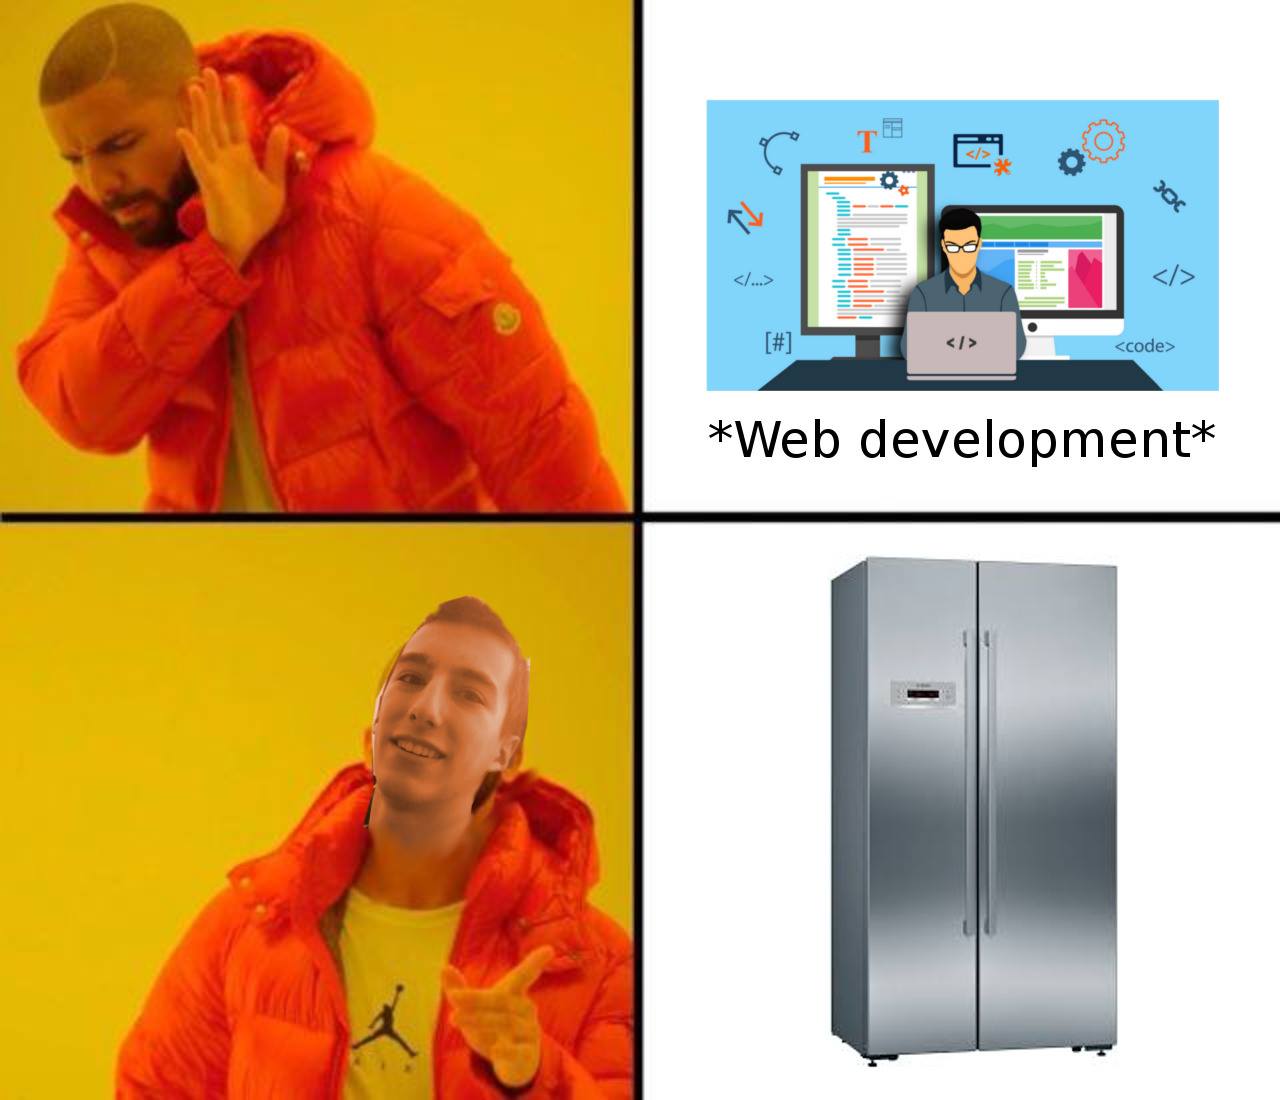 T
</>
</...>
</>
[#]
</>
<code>
*Web development*